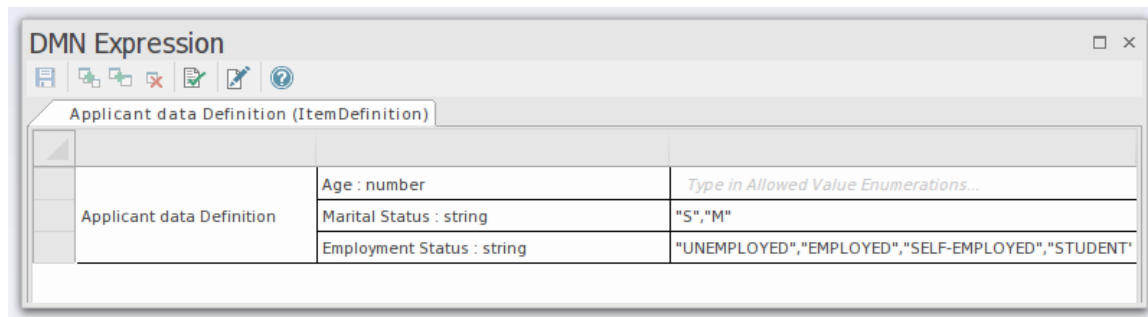 DMN Expression
Applicant data Definition (ItemDefinition)
Age : number
Type in Allowed Value Enumerations...
Applicant data Definition
Marital Status : string
"S","M"
Employment Status : string
"UNEMPLOYED","EMPLOYED","SELF-EMPLOYED","STUDENT"